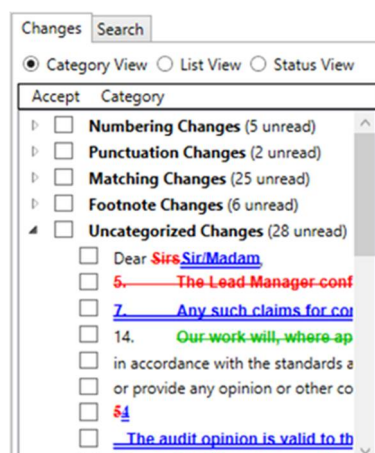 Changes Search
Category View List View Status View
Accept Category
Numbering Changes (5 unread)
Punctuation Changes (2 unread)
Matching Changes (25 unread)
Footnote Changes (6 unread)
Uncategorized Changes (28 unread)
Dear SirsSir/Madam,
5. The Lead Manager conf
7. Any such claims for con
14. Our work will, where ap
in accordance with the standards a
or provide any opinion or other co
54
The audit opinion is valid to th